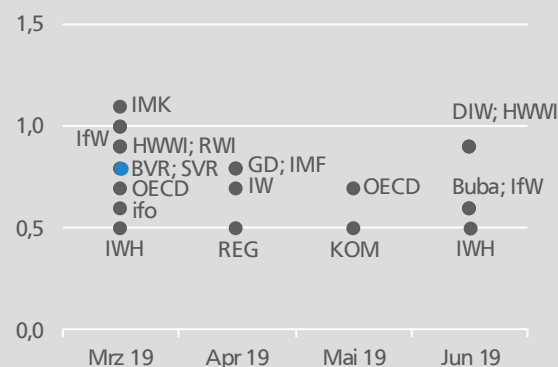 1,5
IMK
DIW; HWWI
1,0
IfW
HWWI; RWI
BVR; SVR
GD; IMF
OECD
IW
OECD
Buba; IfW
ifo
0,5
IWH
REG
KOM
IWH
0,0
Mrz 19
Apr 19
Mai 19
Jun 19